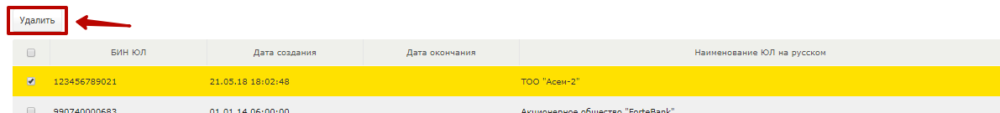 Удалить
БИН ЮЛ Дата создания Дата окончания Наименование ЮЛ на русском
123456789021 21.05.18 18:02:48 ТОО "Асем-2"
990740000683 01.01.14 06:00:00 Акционерное общество "ForteBank"